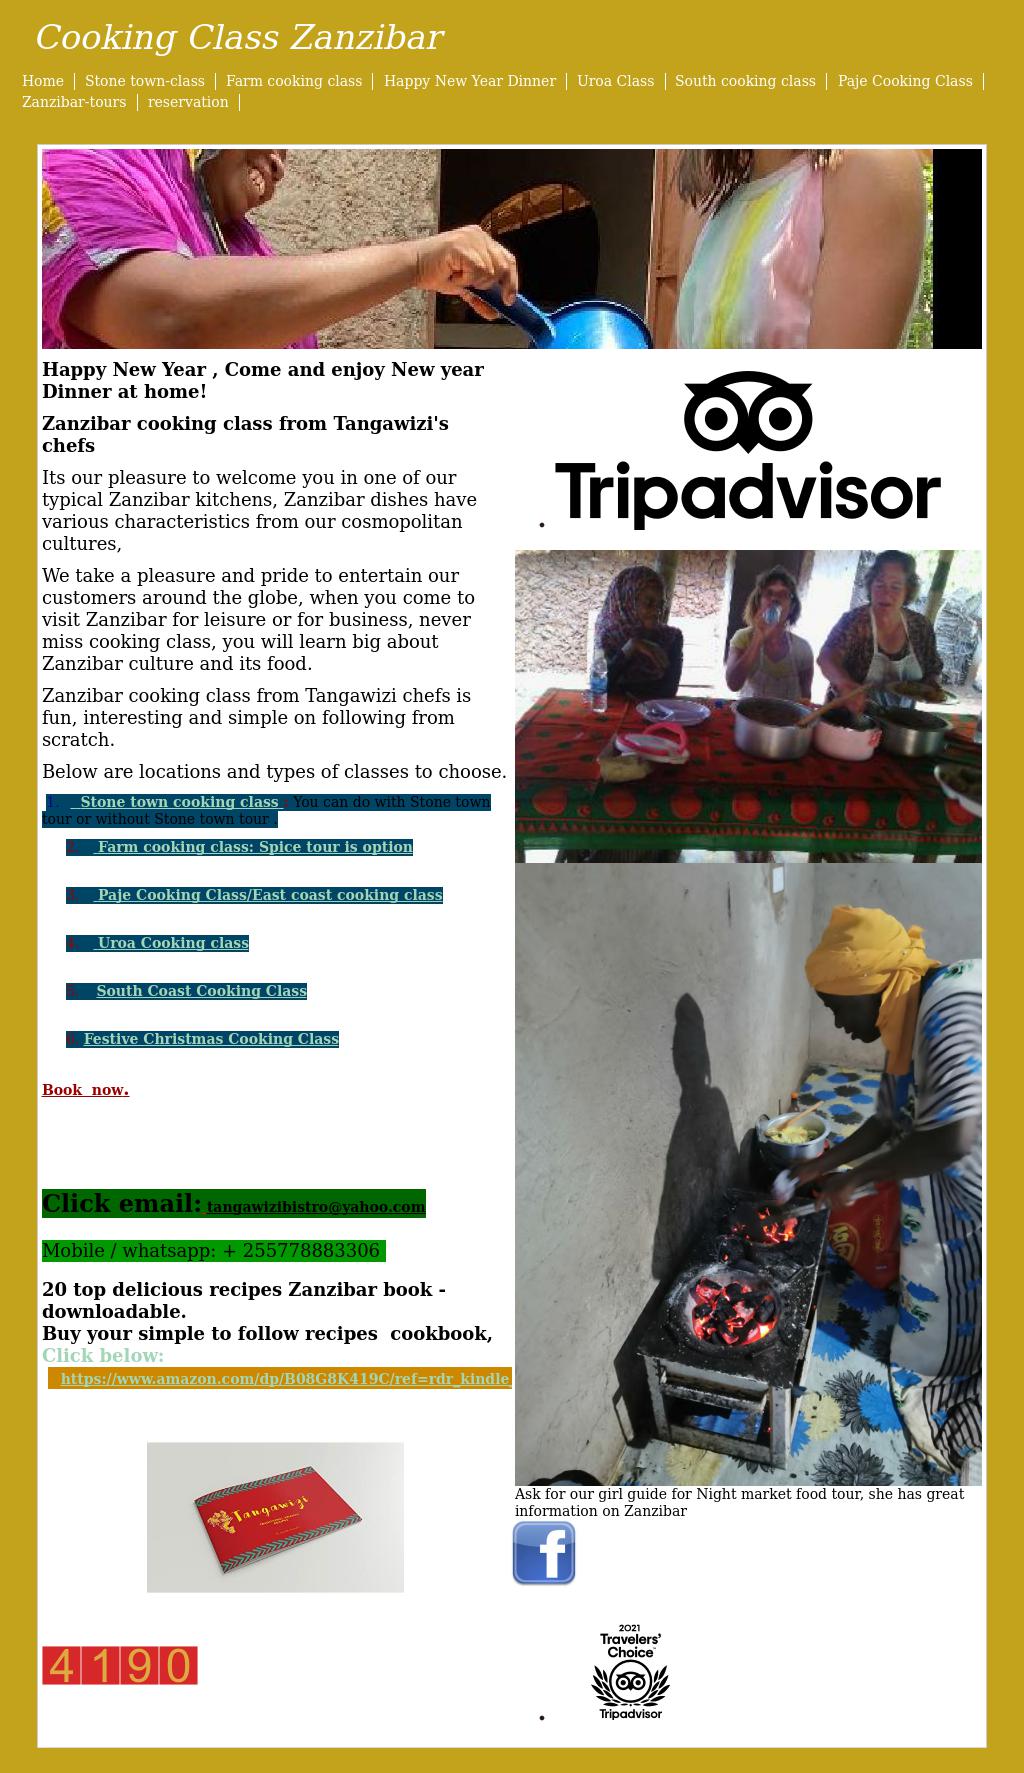 Cooking Class Zanzibar
Home
Stone town-class
Farm cooking class
Happy New Year Dinner
Uroa Class
South cooking class
Paje Cooking Class
Zanzibar-tours
reservation
Happy New Year , Come and enjoy New year
Dinner at home!
Zanzibar cooking class from Tangawizi's
chefs
Its our pleasure to welcome you in one of our
typical Zanzibar kitchens, Zanzibar dishes have
various characteristics from our cosmopolitan
cultures,
We take a pleasure and pride to entertain our
customers around the globe, when you come to
visit Zanzibar for leisure or for business, never
miss cooking class, you will learn big about
Zanzibar culture and its food.
Zanzibar cooking class from Tangawizi chefs is
fun, interesting and simple on following from
scratch.
Below are locations and types of classes to choose.
1. Stone town cooking class : You can do with Stone town
tour or without Stone town tour .
2. Farm cooking class: Spice tour is option
3. Paje Cooking Class/East coast cooking class
4. Uroa Cooking class
5. South Coast Cooking Class
6. Festive Christmas Cooking Class
Book now.
Click email: tangawizibistro@yahoo.com
Mobile / whatsapp: + 255778883306
20 top delicious recipes Zanzibar book -
downloadable.
Buy your simple to follow recipes cookbook,
Click below:
https://www.amazon.com/dp/B08G8K419C/ref=rdr_kindle
Tangawizi
4190
Tripadvisor
Ask for our girl guide for Night market food tour, she has great
information on Zanzibar
f
2021
Travelers'
Choice
Tripadvisor